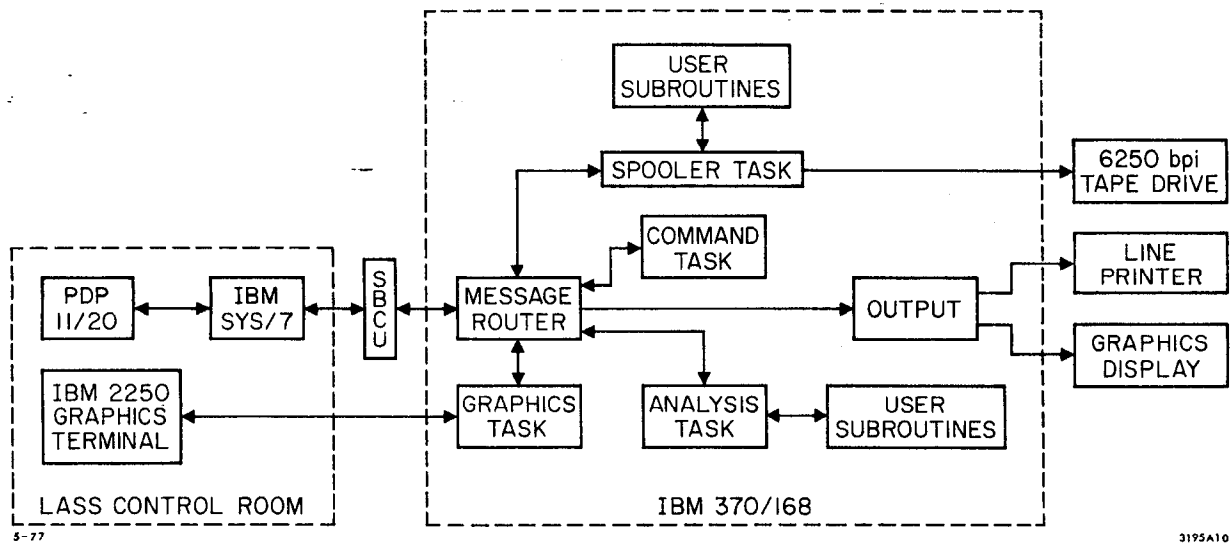 USER
SUBROUTINES
SPOOLER TASK
6250 bpi
TAPE DRIVE
COMMAND
TASK
LINE
PRINTER
PDP
11/20
IBM
SYS/7
SBCU
MESSAGE
ROUTER
OUTPUT
GRAPHICS
DISPLAY
IBM 2250
GRAPHICS
TERMINAL
GRAPHICS
TASK
ANALYSIS
TASK
USER
SUBROUTINES
LASS CONTROL ROOM
IBM 370/168
5-77
3195A10